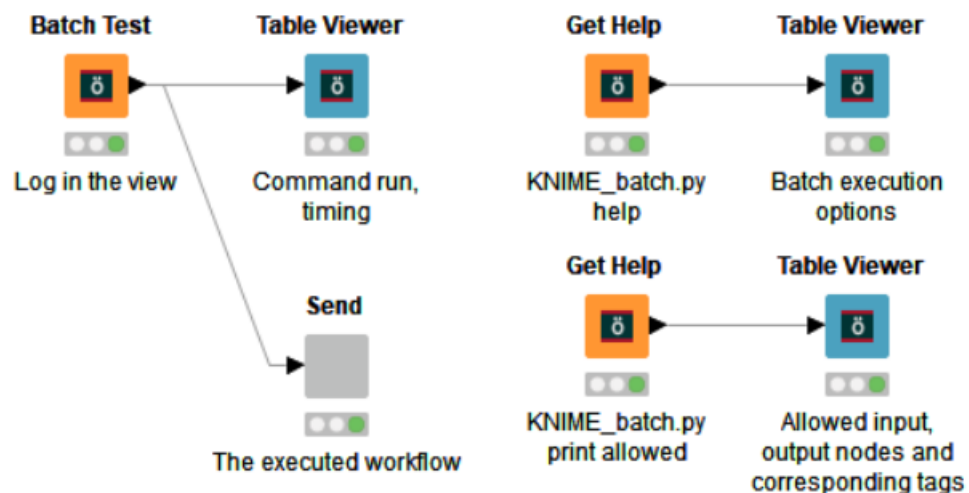 Batch Test
Table Viewer
Get Help
Table Viewer
ö
ö
ö
ö
Log in the view
Command run,
timing
KNIME_batch.py
help
Batch execution
options
Send
Get Help
Table Viewer
ö
ö
The executed workflow
KNIME_batch.py
print allowed
Allowed input,
output nodes and
corresponding tags